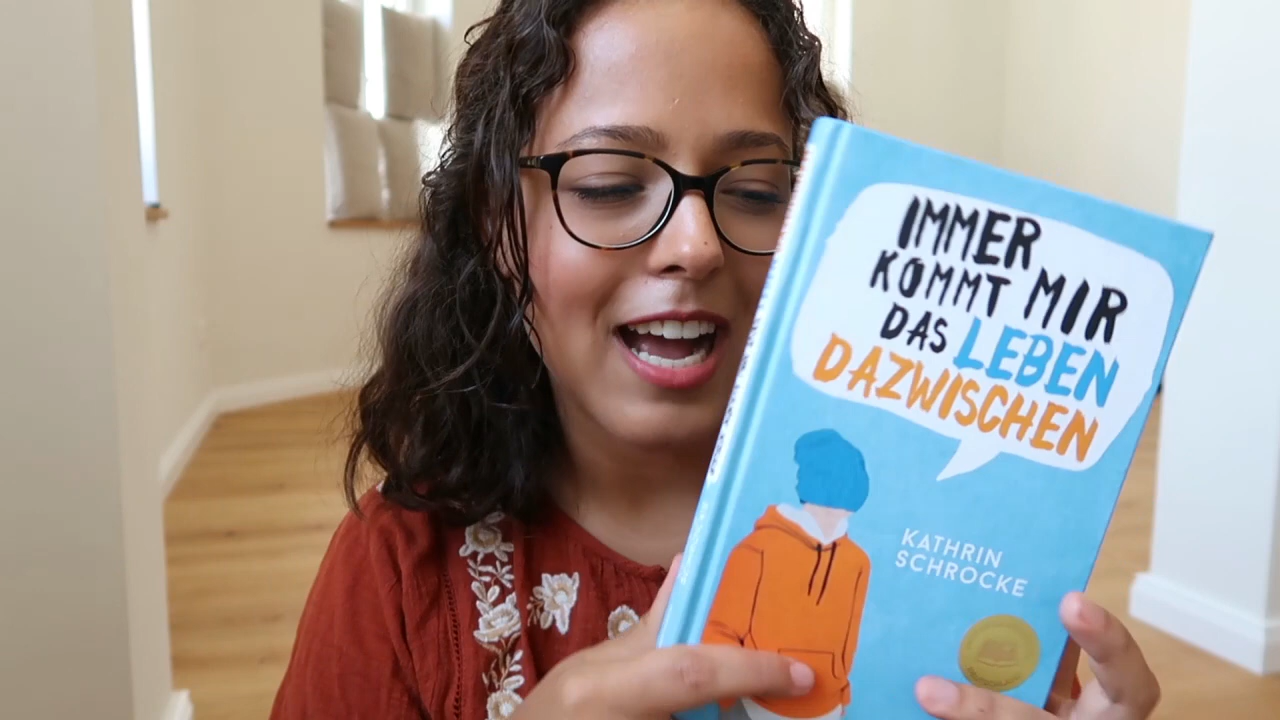 IMMER
KOMMT MIR
DAS LEBEN
DAZWISCHEN
KATHRIN
SCHROCKE